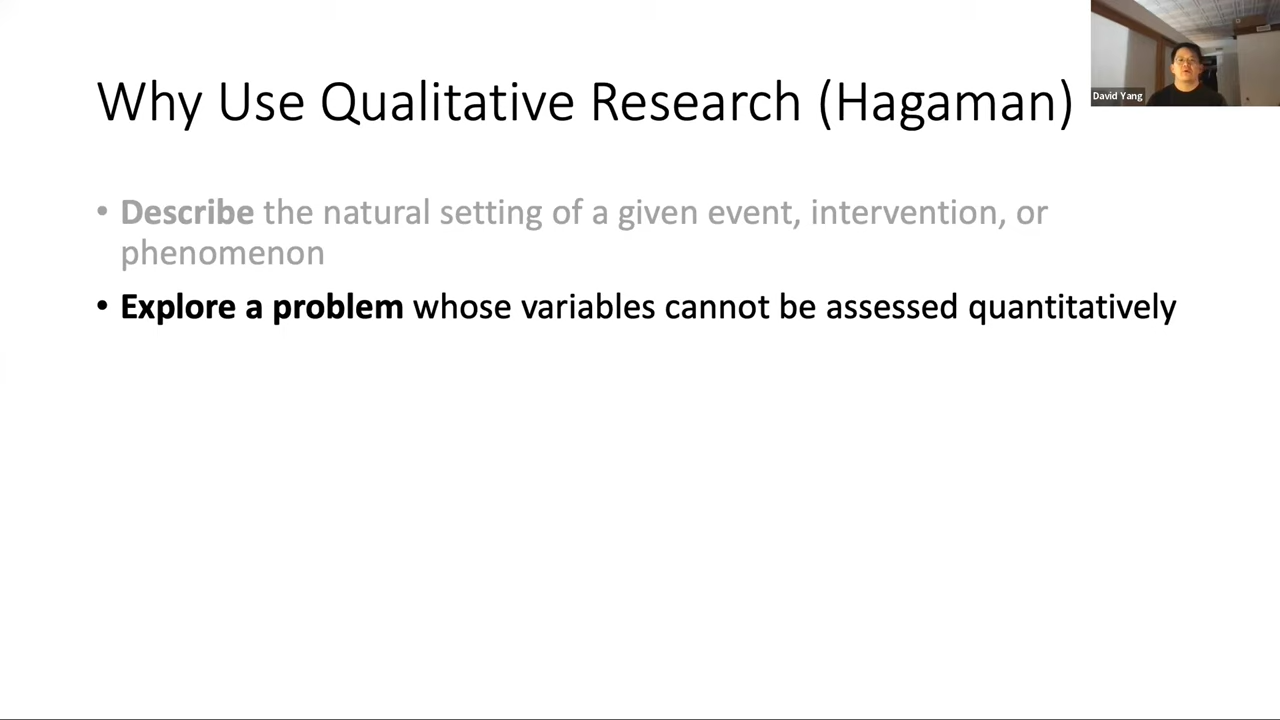 Why Use Qualitative Research (Hagaman)
David Yang
• Describe the natural setting of a given event, intervention, or
phenomenon
• Explore a problem whose variables cannot be assessed quantitatively